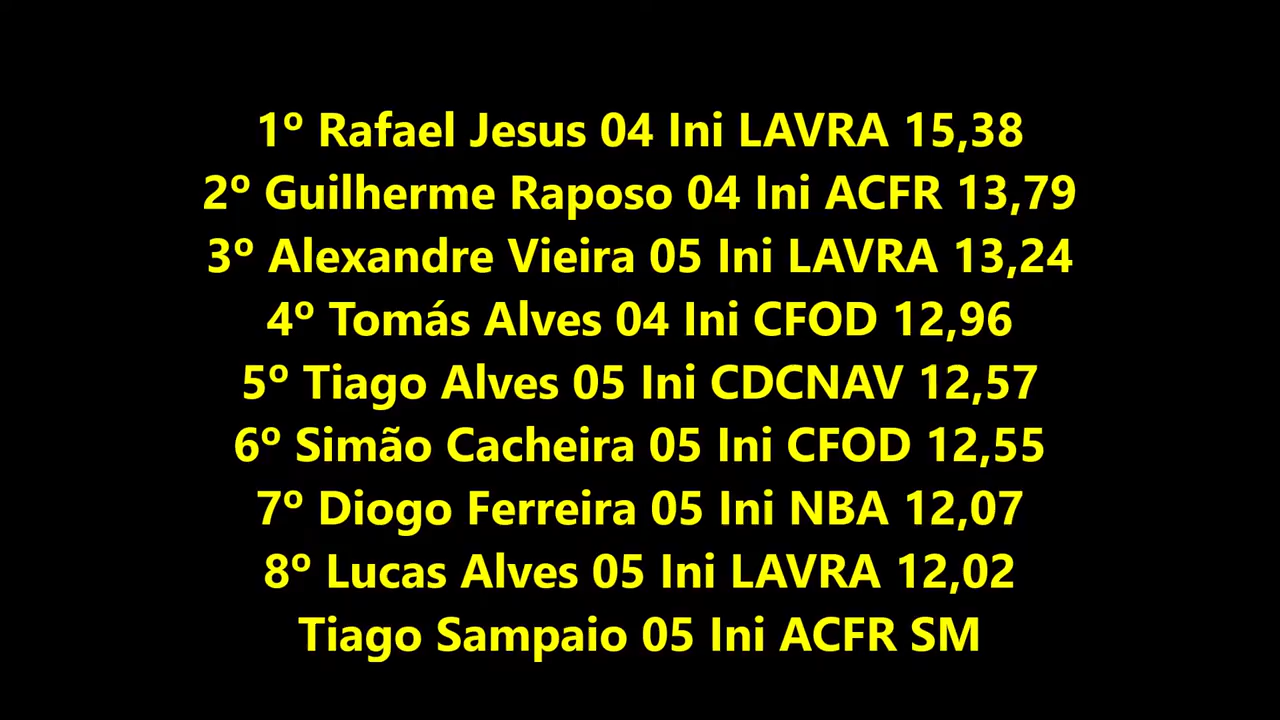 1º Rafael Jesus 04 Ini LAVRA 15,38
2º Guilherme Raposo 04 Ini ACFR 13,79
3º Alexandre Vieira 05 Ini LAVRA 13,24
4º Tomás Alves 04 Ini CFOD 12,96
5º Tiago Alves 05 Ini CDCNAV 12,57
6º Simão Cacheira 05 Ini CFOD 12,55
7º Diogo Ferreira 05 Ini NBA 12,07
8º Lucas Alves 05 Ini LAVRA 12,02
Tiago Sampaio 05 Ini ACFR SM